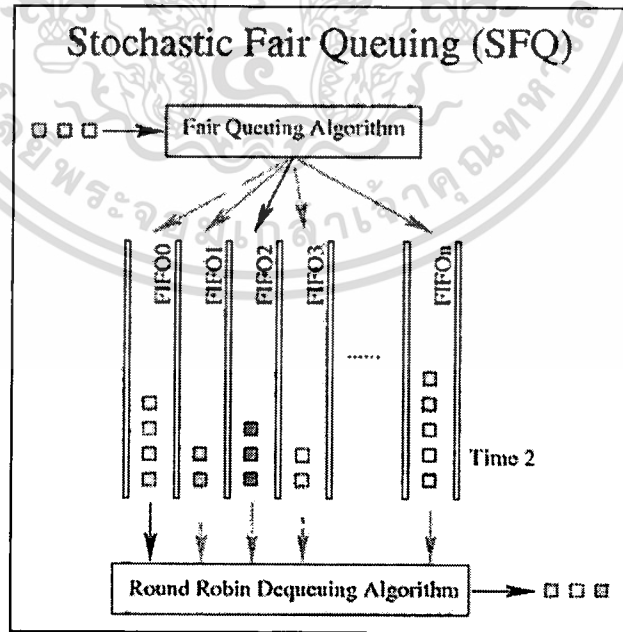 Stochastic Fair Queuing (SFQ)
Fair Queuing Algorithm
FIFO0
FIFO1
FIFO2
FIFO3
......
FIFOn
Time 2
Round Robin Dequeuing Algorithm